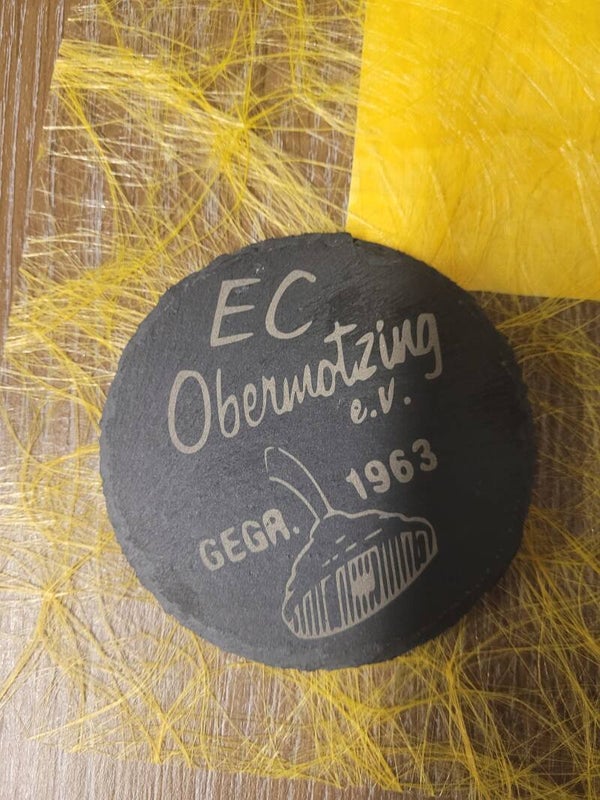 EC
Obermotzing
e.V.
GEGR. 1963